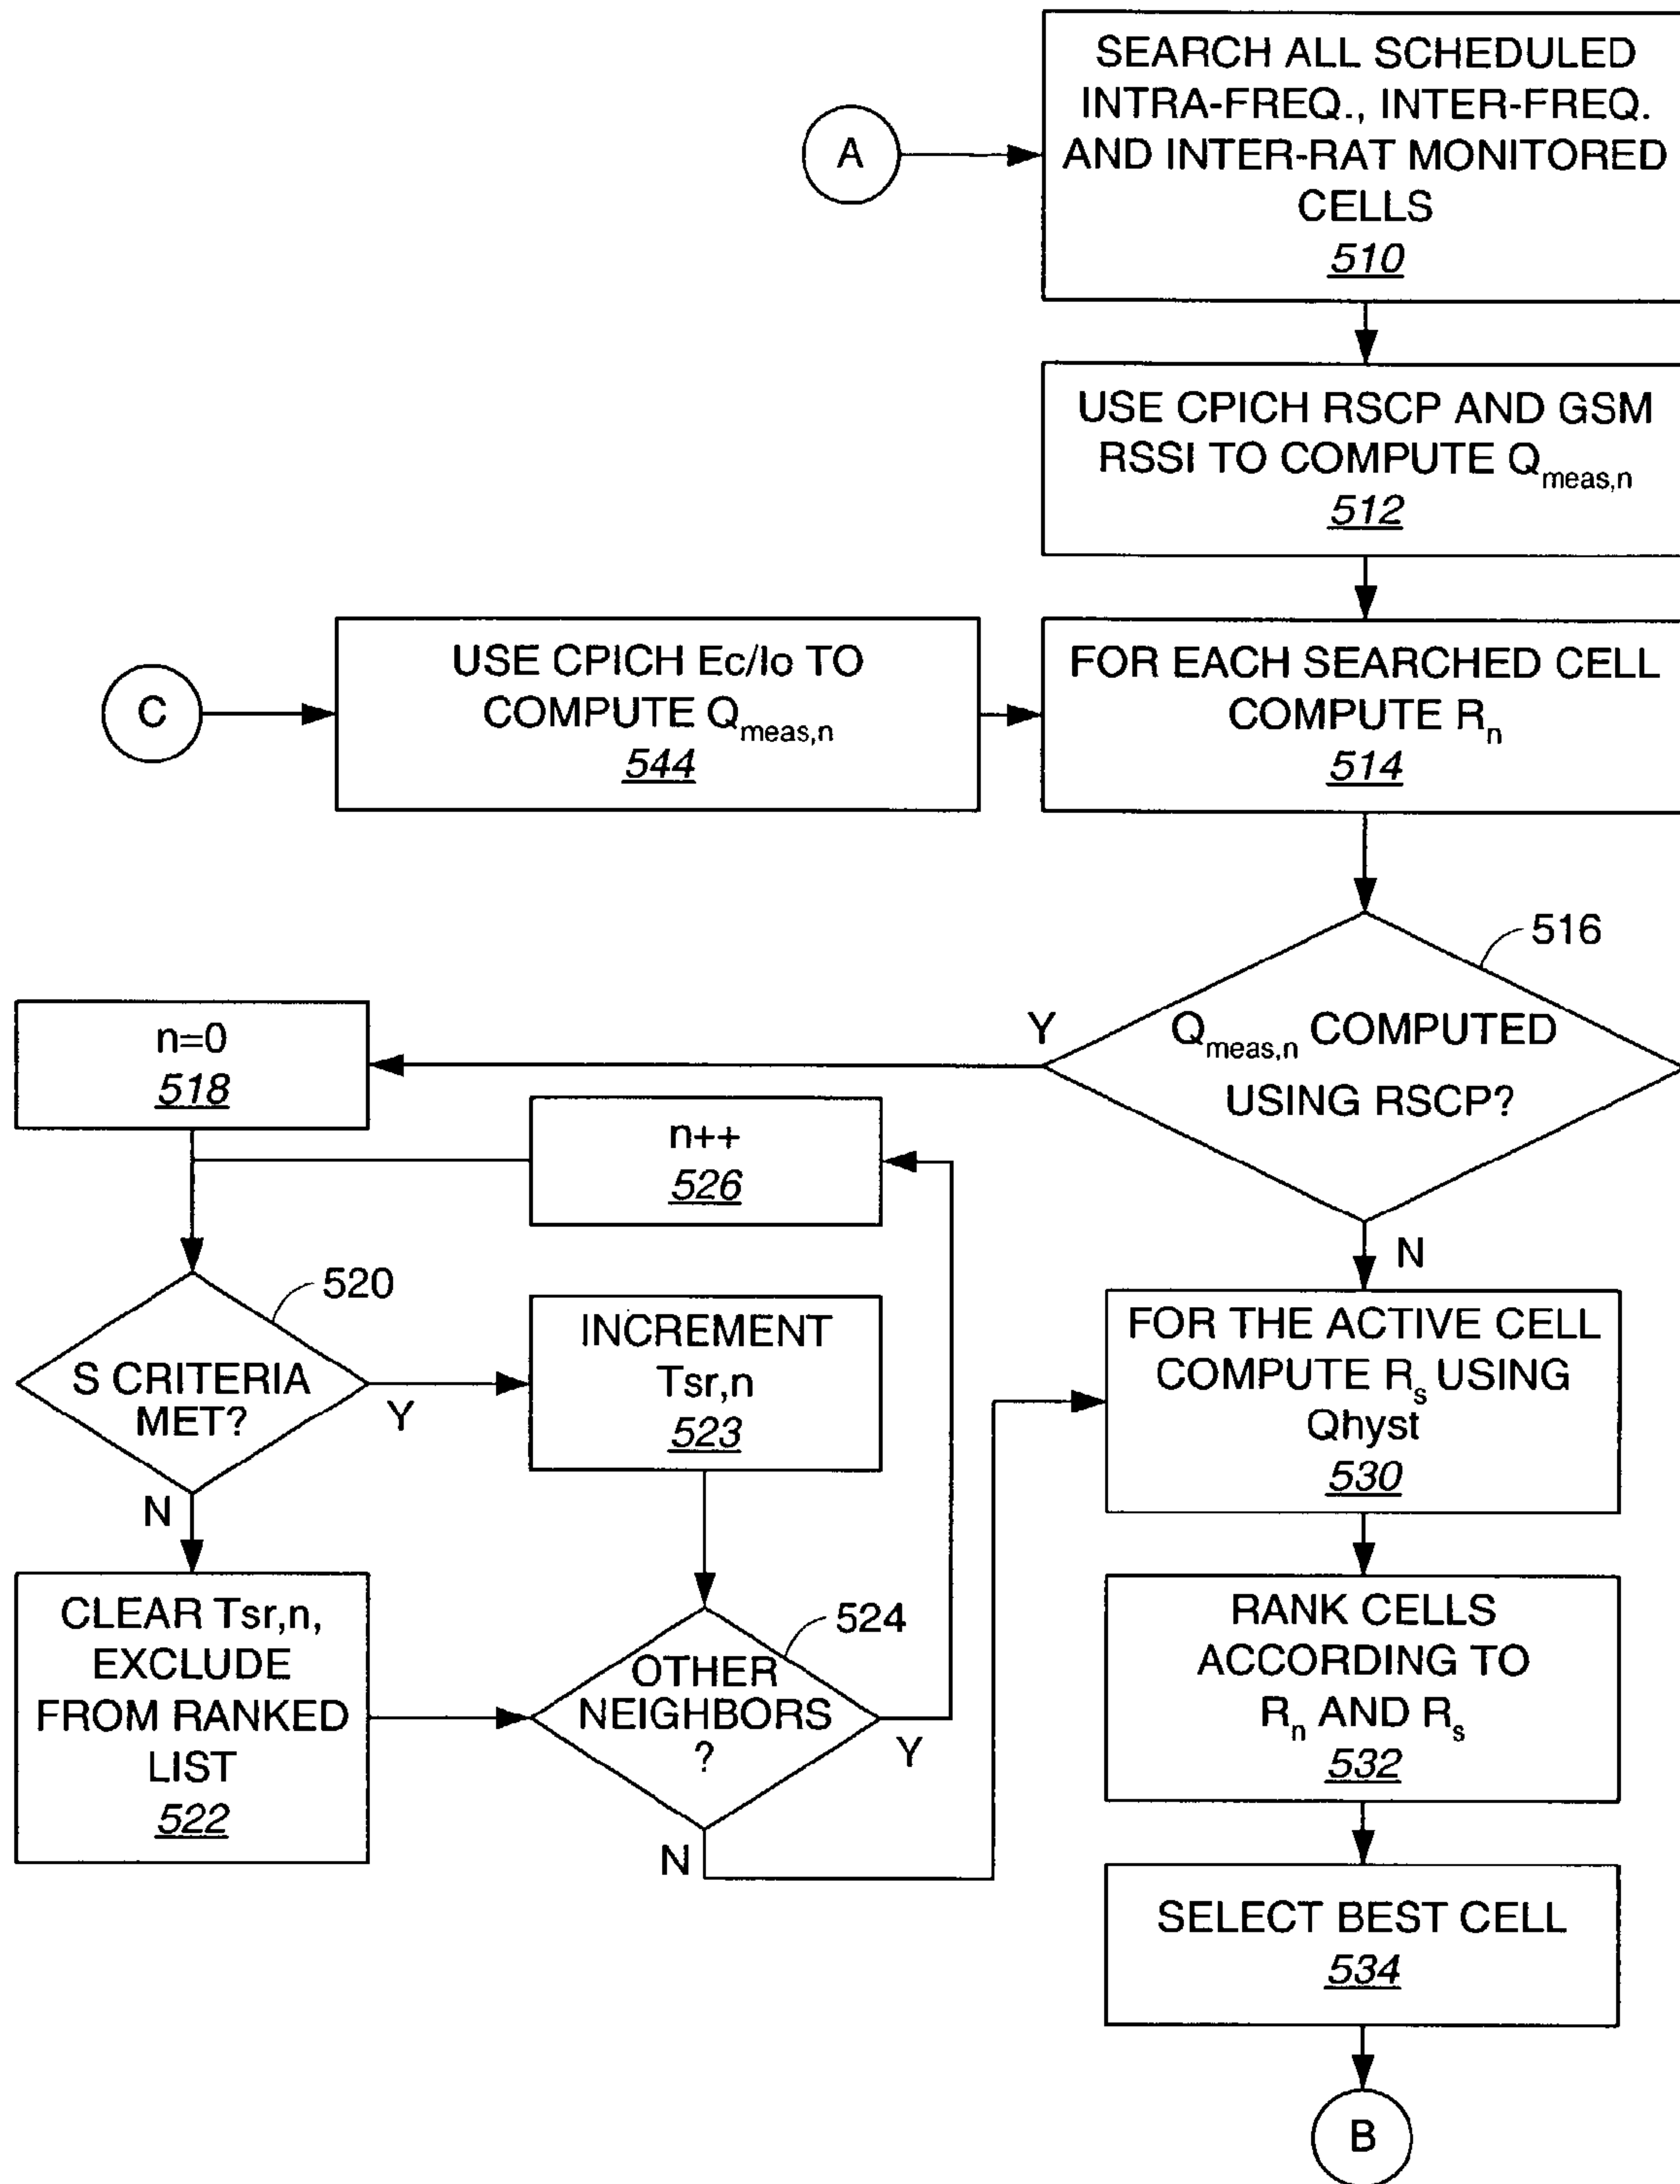 A
SEARCH ALL SCHEDULED
INTRA-FREQ., INTER-FREQ.
AND INTER-RAT MONITORED
CELLS
510
USE CPICH RSCP AND GSM
RSSI TO COMPUTE Qmeas,n
512
C
USE CPICH Ec/Io TO
COMPUTE Qmeas,n
544
FOR EACH SEARCHED CELL
COMPUTE Rn
514
516
Qmeas,n COMPUTED
USING RSCP?
Y
N
n=0
518
n++
526
520
S CRITERIA
MET?
Y
N
INCREMENT
Tsr,n
523
CLEAR Tsr,n,
EXCLUDE
FROM RANKED
LIST
522
524
OTHER
NEIGHBORS
?
Y
N
FOR THE ACTIVE CELL
COMPUTE Rs USING
Qhyst
530
RANK CELLS
ACCORDING TO
Rn AND Rs
532
SELECT BEST CELL
534
B